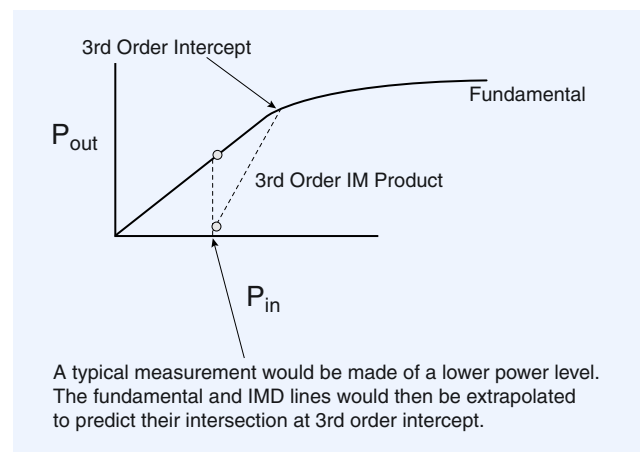 3rd Order Intercept
Fundamental
Pout
3rd Order IM Product
Pin
A typical measurement would be made of a lower power level.
The fundamental and IMD lines would then be extrapolated
to predict their intersection at 3rd order intercept.